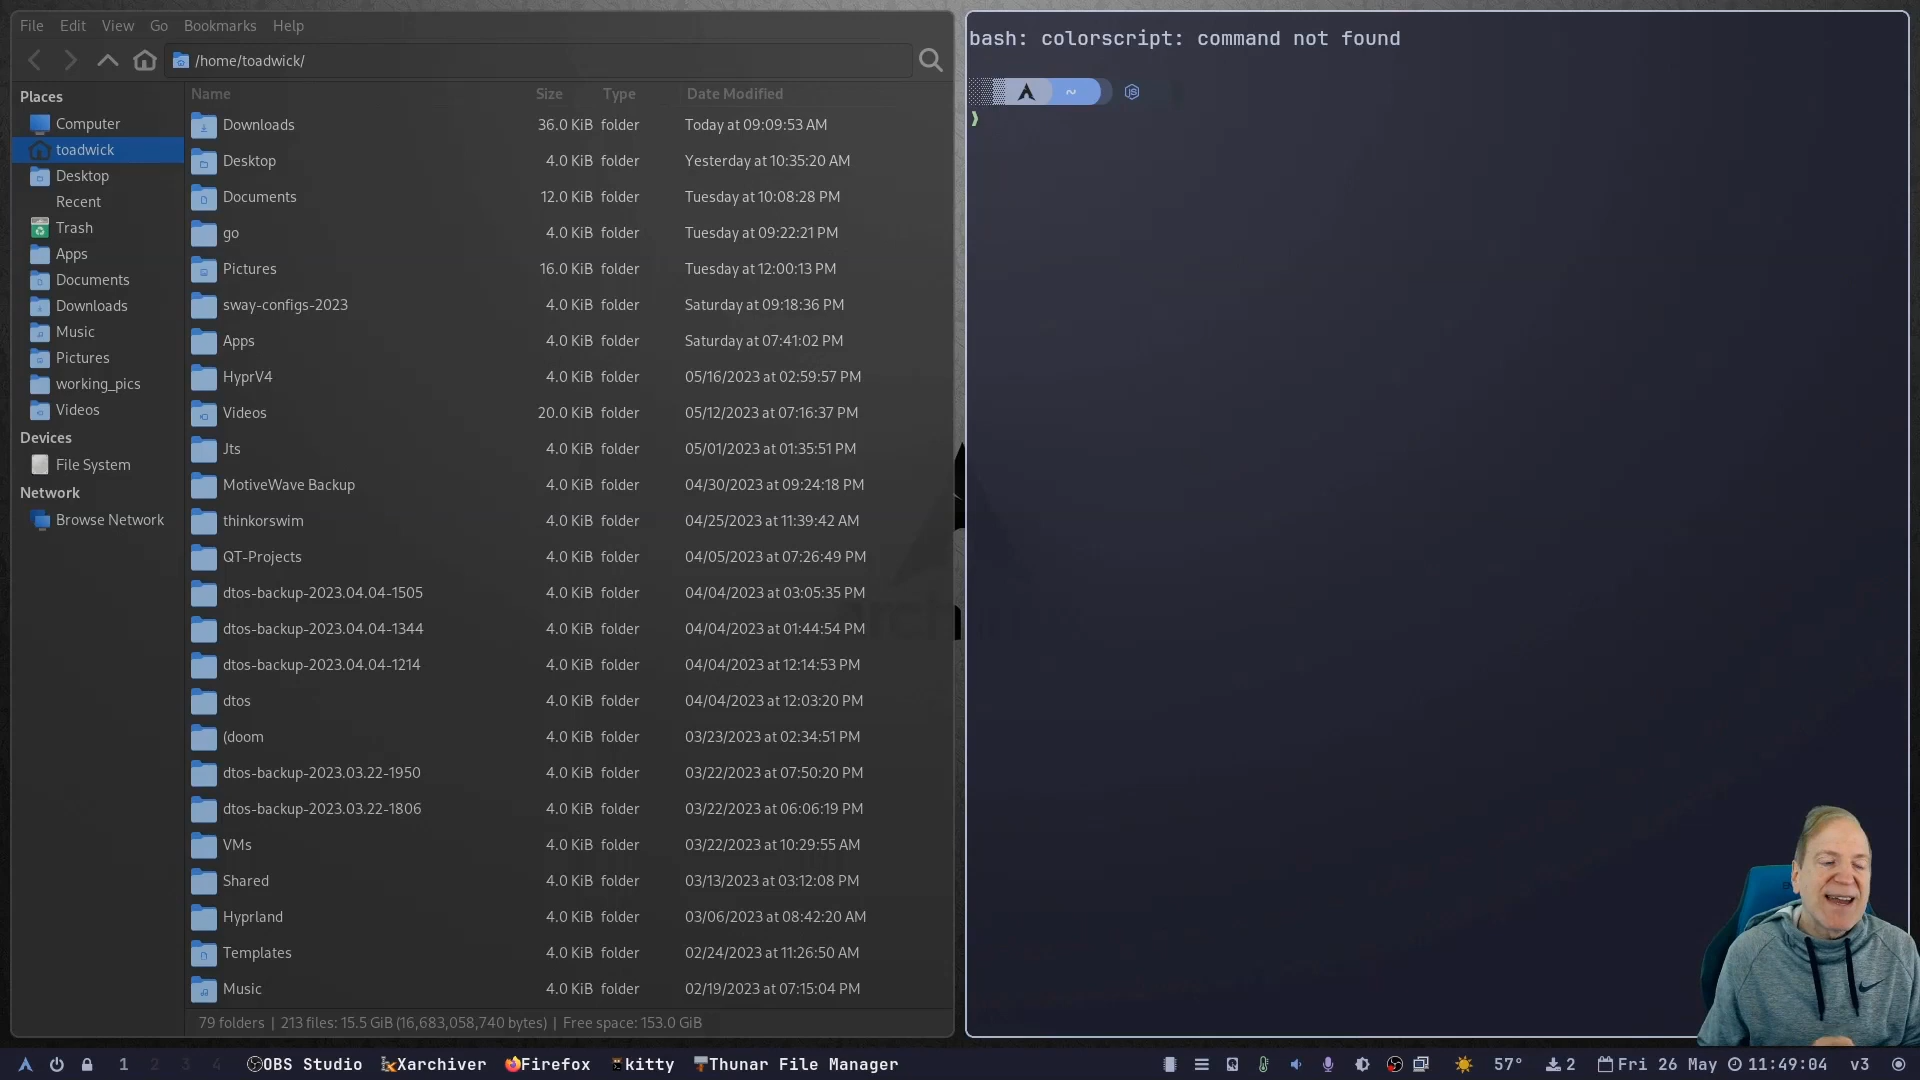 File Edit View Go Bookmarks Help
/home/toadwick/
Places
Computer
toadwick
Desktop
Recent
Trash
Apps
Documents
Downloads
Music
Pictures
working_pics
Videos
Devices
File System
Network
Browse Network
Name Size Type Date Modified
Downloads 36.0 KiB folder Today at 09:09:53 AM
Desktop 4.0 KiB folder Yesterday at 10:35:20 AM
Documents 12.0 KiB folder Tuesday at 10:08:28 PM
go 4.0 KiB folder Tuesday at 09:22:21 PM
Pictures 16.0 KiB folder Tuesday at 12:00:13 PM
sway-configs-2023 4.0 KiB folder Saturday at 09:18:36 PM
Apps 4.0 KiB folder Saturday at 07:41:02 PM
HyprV4 4.0 KiB folder 05/16/2023 at 02:59:57 PM
Videos 20.0 KiB folder 05/12/2023 at 07:16:37 PM
Jts 4.0 KiB folder 05/01/2023 at 01:35:51 PM
MotiveWave Backup 4.0 KiB folder 04/30/2023 at 09:24:18 PM
thinkorswim 4.0 KiB folder 04/25/2023 at 11:39:42 AM
QT-Projects 4.0 KiB folder 04/05/2023 at 07:26:49 PM
dtos-backup-2023.04.04-1505 4.0 KiB folder 04/04/2023 at 03:05:35 PM
dtos-backup-2023.04.04-1344 4.0 KiB folder 04/04/2023 at 01:44:54 PM
dtos-backup-2023.04.04-1214 4.0 KiB folder 04/04/2023 at 12:14:53 PM
dtos 4.0 KiB folder 04/04/2023 at 12:03:20 PM
(doom 4.0 KiB folder 03/23/2023 at 02:34:51 PM
dtos-backup-2023.03.22-1950 4.0 KiB folder 03/22/2023 at 07:50:20 PM
dtos-backup-2023.03.22-1806 4.0 KiB folder 03/22/2023 at 06:06:19 PM
VMs 4.0 KiB folder 03/22/2023 at 10:29:55 AM
Shared 4.0 KiB folder 03/13/2023 at 03:12:08 PM
Hyprland 4.0 KiB folder 03/06/2023 at 08:42:20 AM
Templates 4.0 KiB folder 02/24/2023 at 11:26:50 AM
Music 4.0 KiB folder 02/19/2023 at 07:15:04 PM
79 folders | 213 files: 15.5 GiB (16,683,058,740 bytes) | Free space: 153.0 GiB
bash: colorscript: command not found
~
❱
1 2 3 4 OBS Studio Xarchiver Firefox kitty Thunar File Manager 57° 2 Fri 26 May 11:49:04 v3